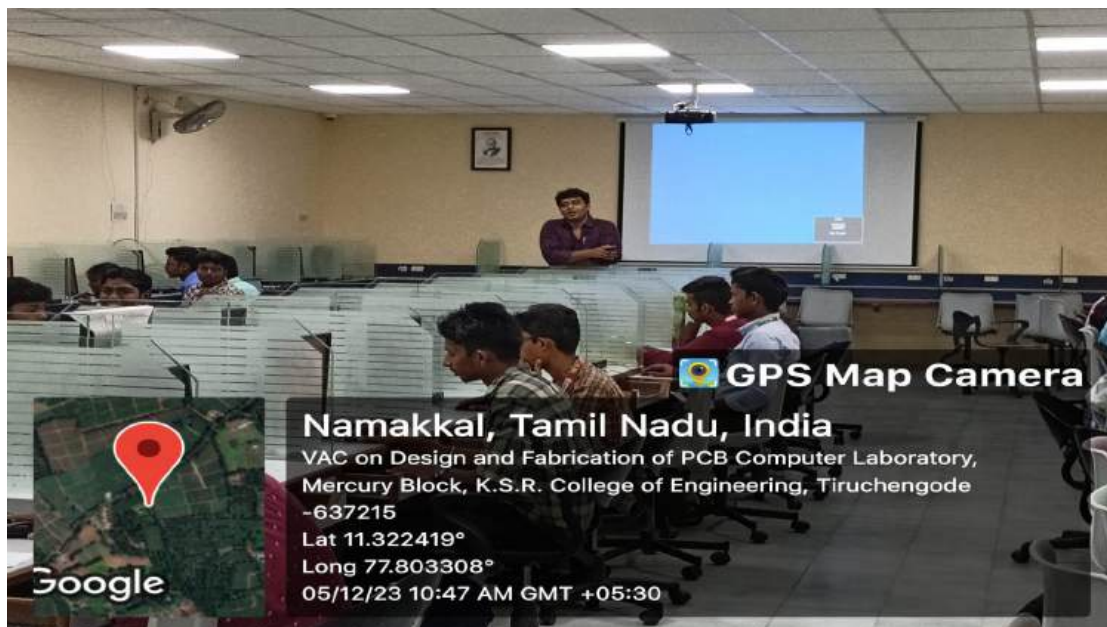 GPS Map Camera
Namakkal, Tamil Nadu, India
VAC on Design and Fabrication of PCB Computer Laboratory,
Mercury Block, K.S.R. College of Engineering, Tiruchengode
-637215
Lat 11.322419°
Long 77.803308°
05/12/23 10:47 AM GMT +05:30
Google